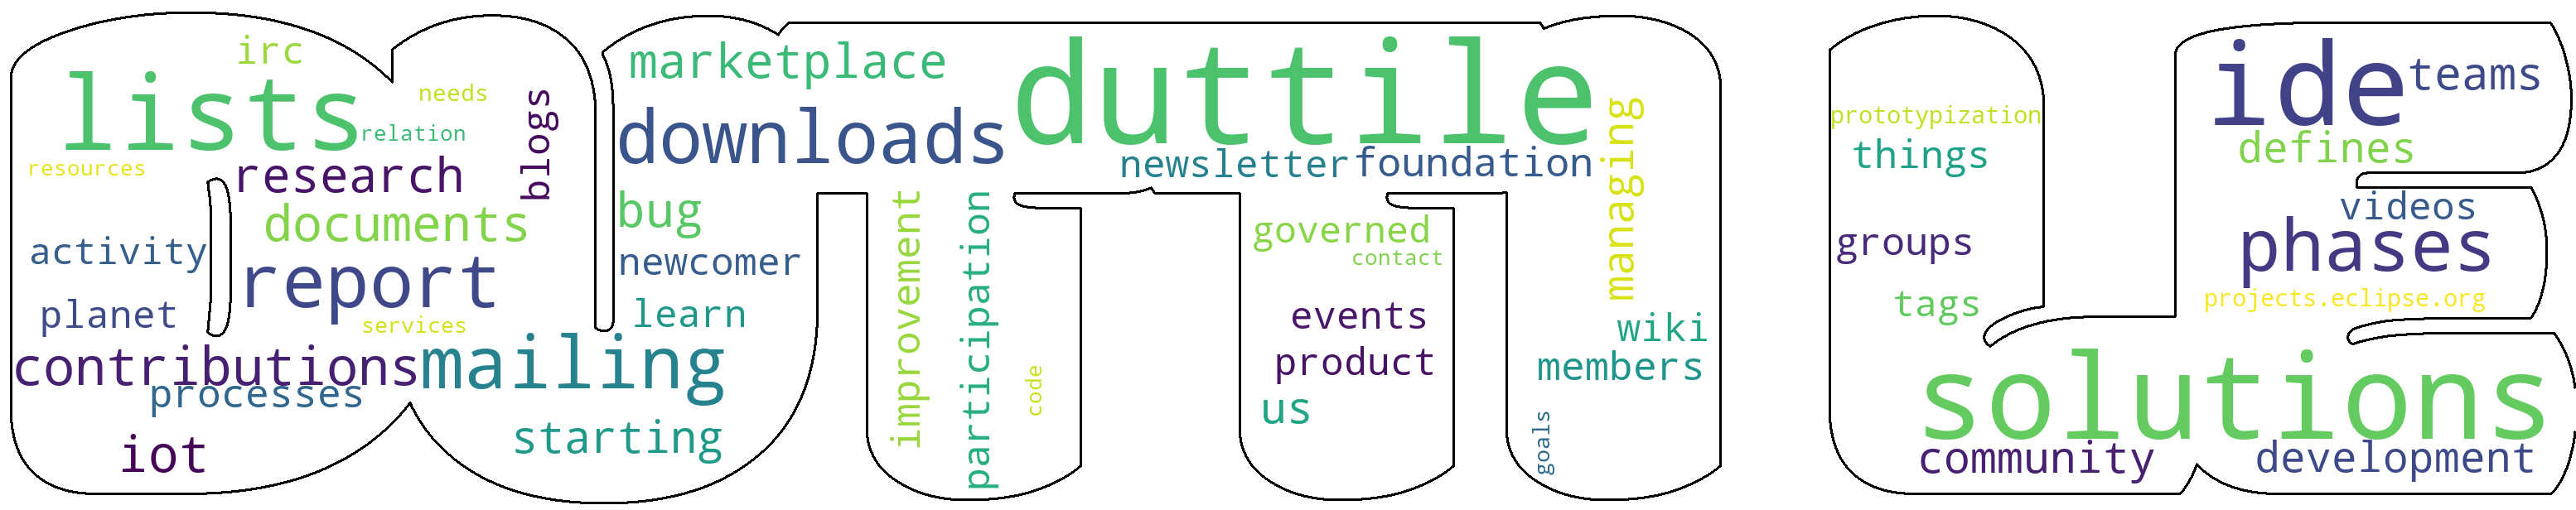 irc
lists
needs
relation
resources
research
blogs
documents
activity
report
planet
services
contributions
processes
mailing
iot
starting
marketplace
downloads
duttile
newsletter
foundation
managing
bug
newcomer
learn
improvement
participation
code
governed
contact
events
product
us
wiki
members
goals
prototypization
things
groups
tags
ide
teams
defines
videos
phases
projects.eclipse.org
solutions
community
development